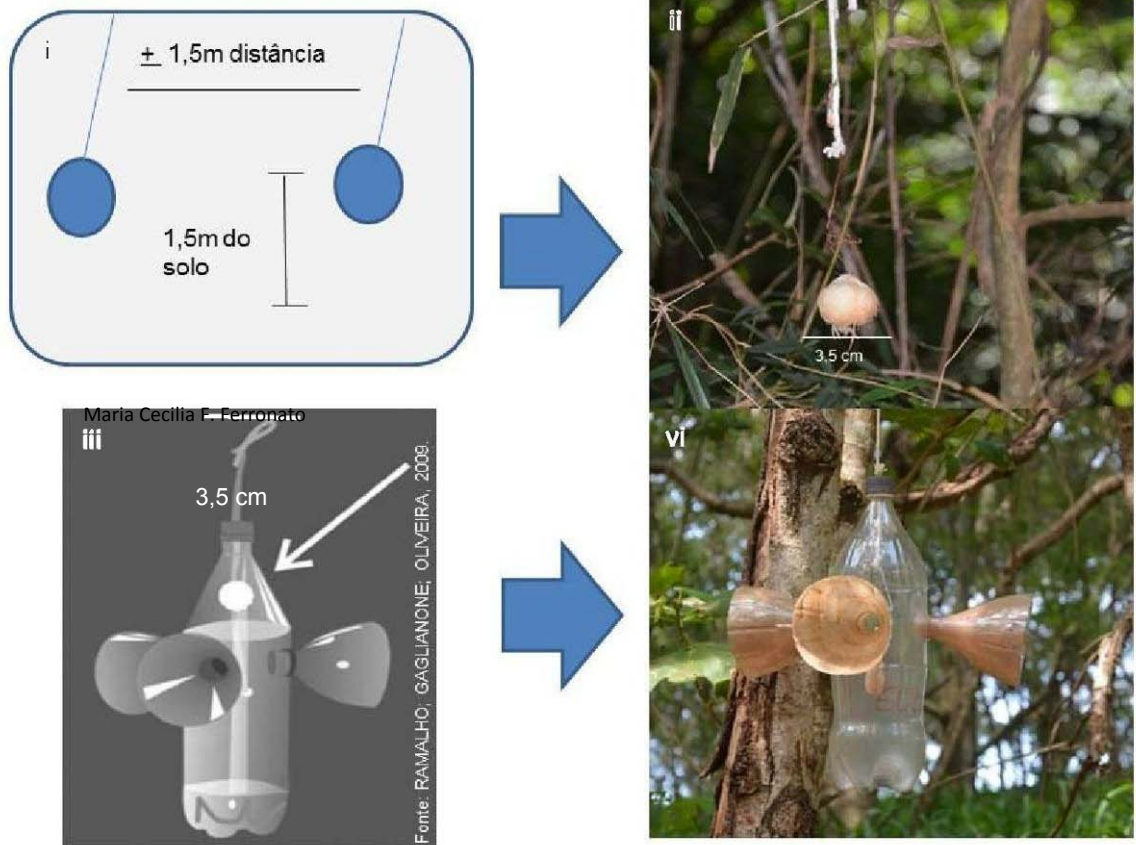 i
± 1,5m distância
1,5m do
solo
ii
3,5 cm
Maria Cecilia F. Ferronato
iii
3,5 cm
Fonte: RAMALHO; GAGLIANONE; OLIVEIRA, 2009.
vi